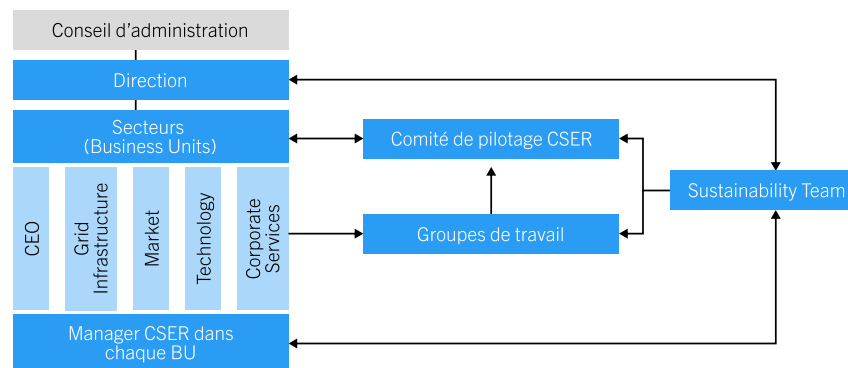 Conseil d’administration
Direction
Secteurs
(Business Units)
Comité de pilotage CSER
Sustainability Team
CEO
Grid
Infrastructure
Market
Technology
Corporate
Services
Groupes de travail
Manager CSER dans
chaque BU